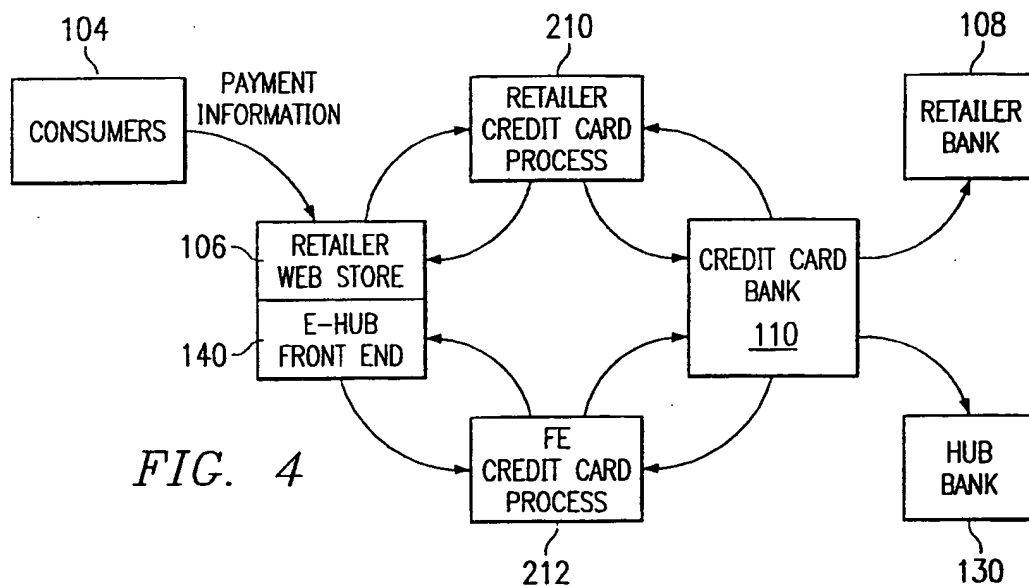 104
CONSUMERS
PAYMENT
INFORMATION
210
RETAILER
CREDIT CARD
PROCESS
108
RETAILER
BANK
106
RETAILER
WEB STORE
140
E-HUB
FRONT END
CREDIT CARD
BANK
110
FE
CREDIT CARD
PROCESS
212
HUB
BANK
130
FIG. 4